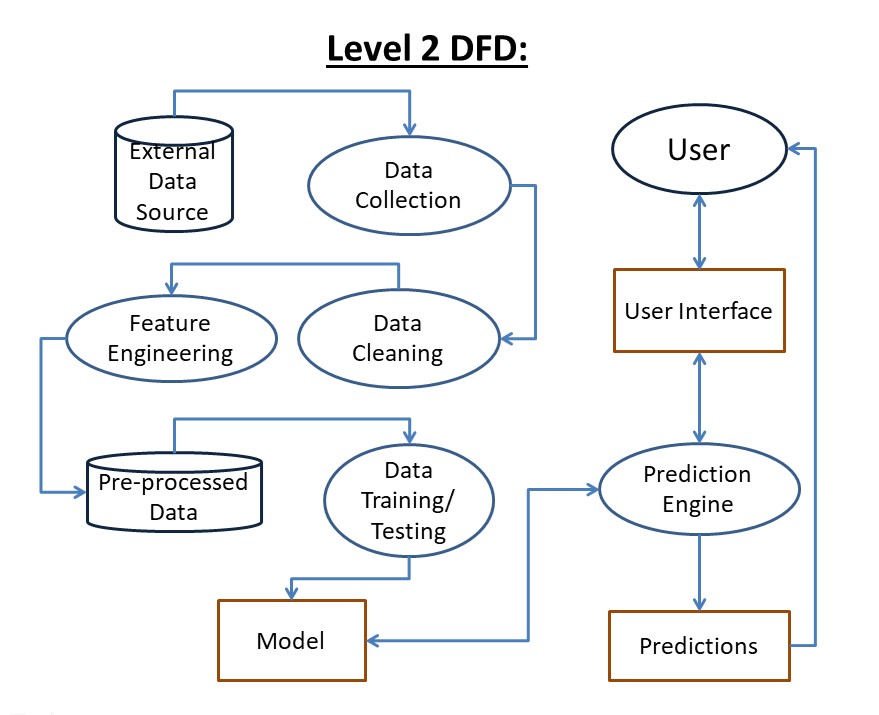 Level 2 DFD:
External
Data
Source
Data
Collection
User
Feature
Engineering
Data
Cleaning
User Interface
Pre-processed
Data
Data
Training/
Testing
Prediction
Engine
Model
Predictions